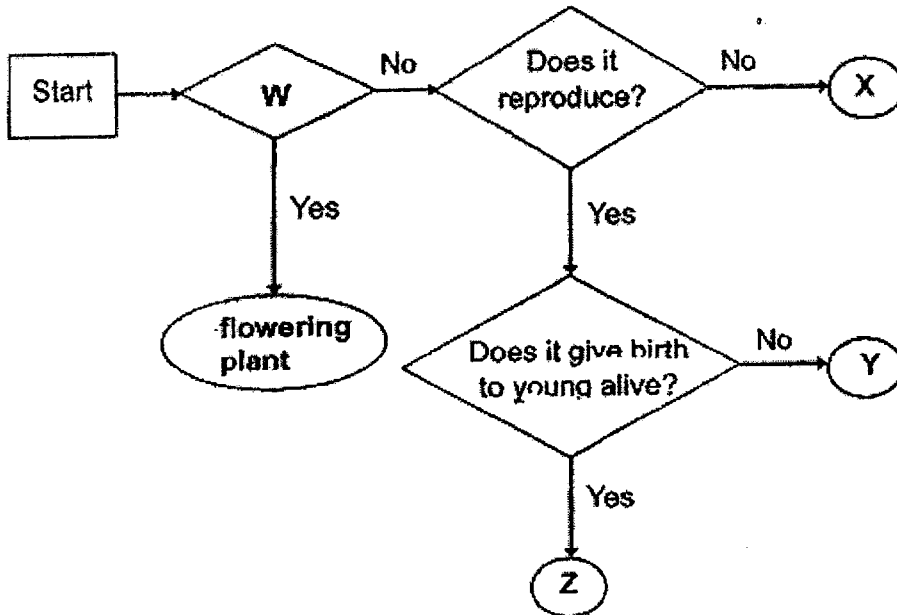 Start
W
No
Does it
reproduce?
No
X
Yes
Yes
flowering
plant
Does it give birth
to young alive?
No
Y
Yes
Z